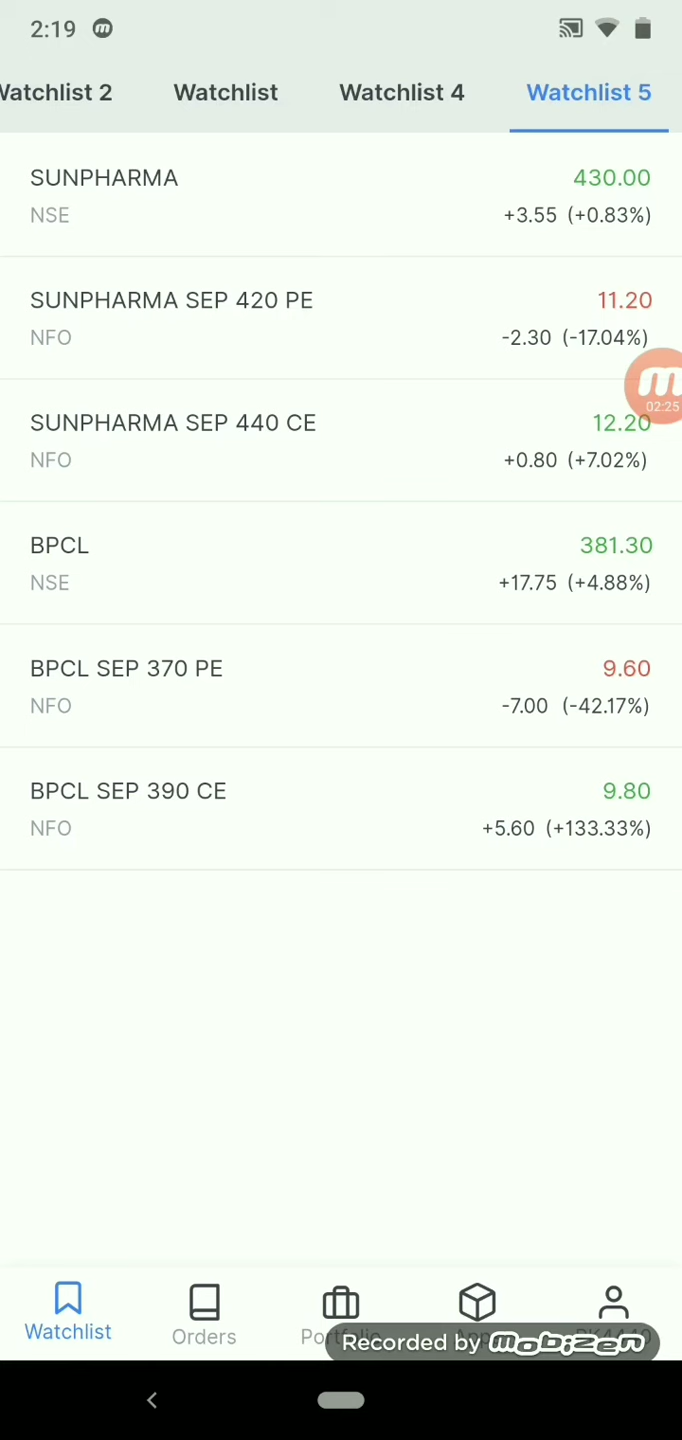 2:19
Watchlist 2 Watchlist Watchlist 4 Watchlist 5
SUNPHARMA 430.00
NSE +3.55 (+0.83%)
SUNPHARMA SEP 420 PE 11.20
NFO -2.30 (-17.04%)
m
02:25
SUNPHARMA SEP 440 CE 12.20
NFO +0.80 (+7.02%)
BPCL 381.30
NSE +17.75 (+4.88%)
BPCL SEP 370 PE 9.60
NFO -7.00 (-42.17%)
BPCL SEP 390 CE 9.80
NFO +5.60 (+133.33%)
Watchlist Orders Portfolio
Recorded by mobizen